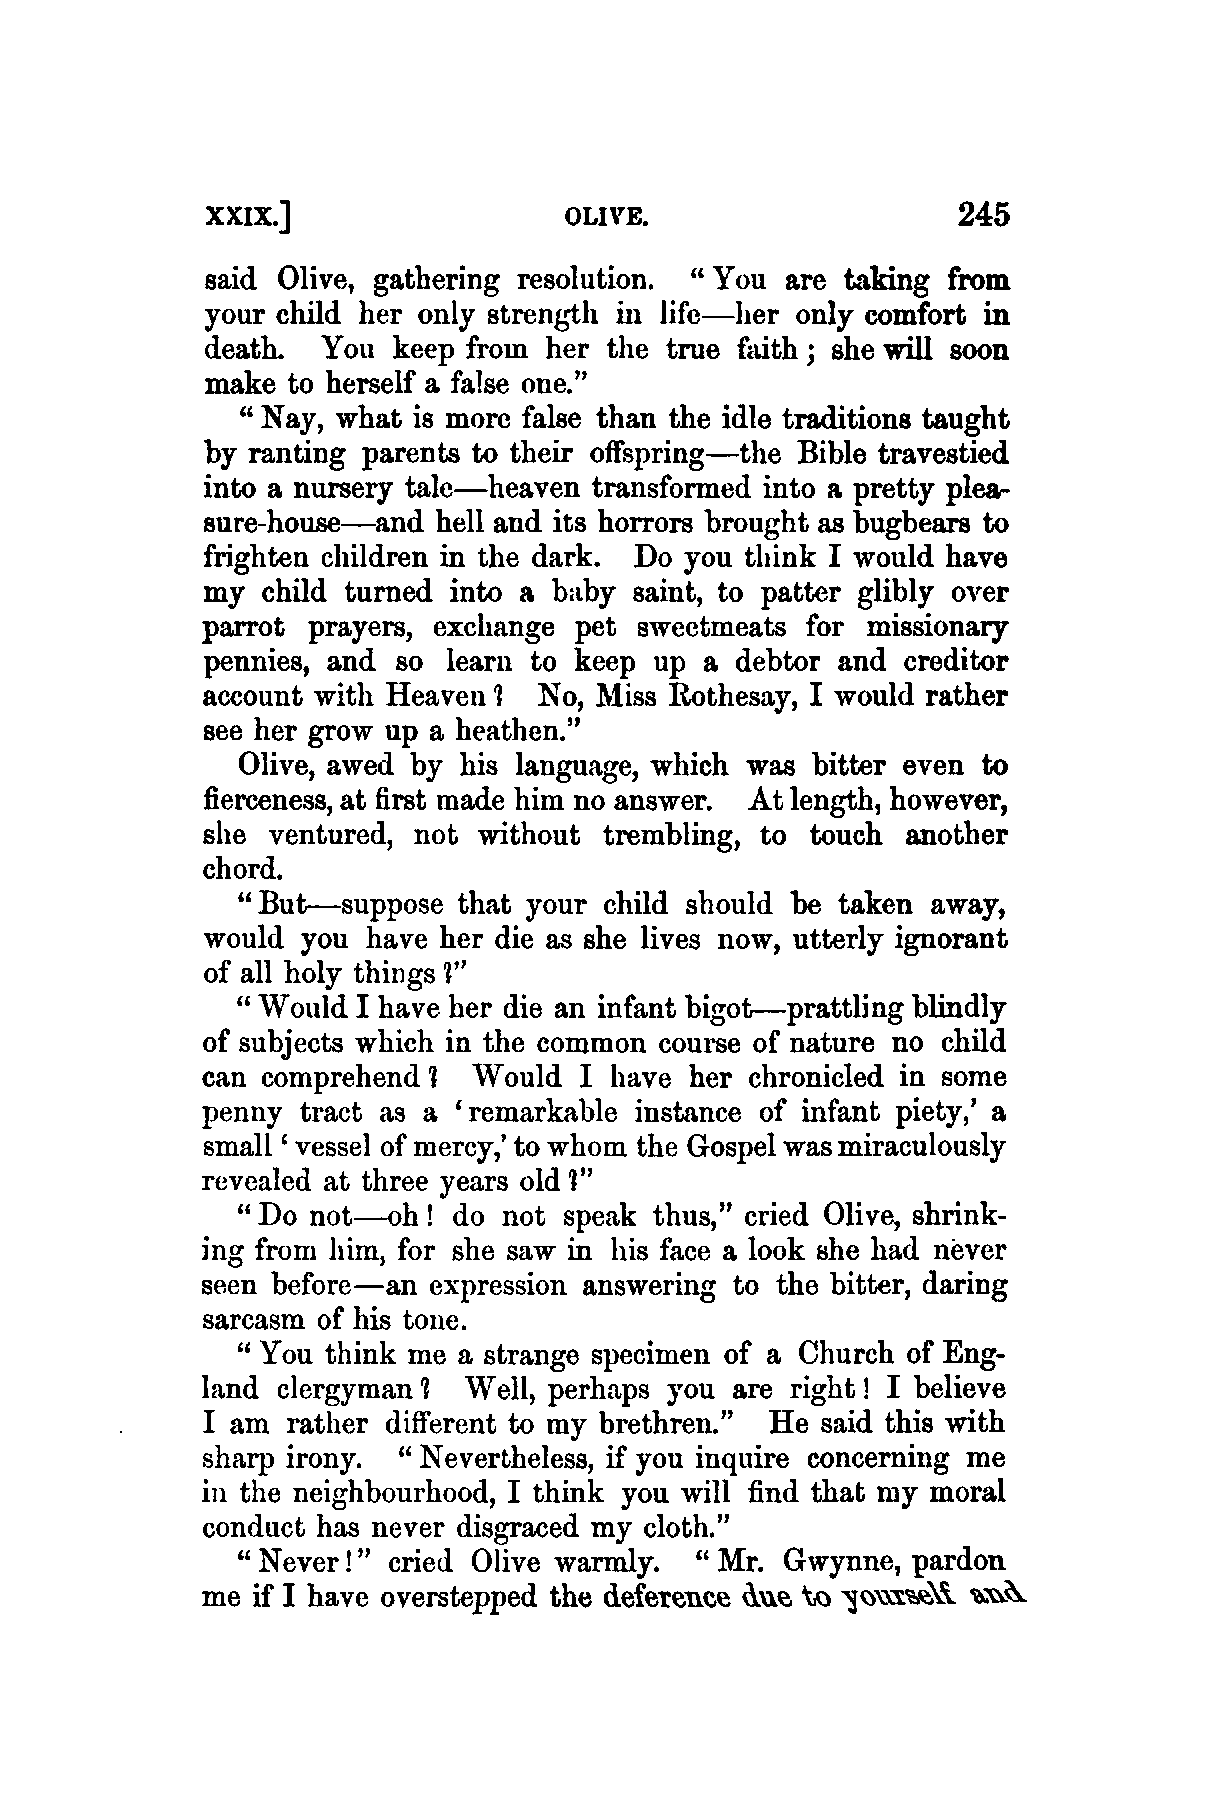 XXIX.] OLIVE. 245
said Olive, gathering resolution. “You are taking from
your child her only strength in life—her only comfort in
death. You keep from her the true faith; she will soon
make to herself a false one.”
“Nay, what is more false than the idle traditions taught
by ranting parents to their offspring—the Bible travestied
into a nursery tale—heaven transformed into a pretty plea-
sure-house—and hell and its horrors brought as bugbears to
frighten children in the dark. Do you think I would have
my child turned into a baby saint, to patter glibly over
parrot prayers, exchange pet sweetmeats for missionary
pennies, and so learn to keep up a debtor and creditor
account with Heaven? No, Miss Rothesay, I would rather
see her grow up a heathen.”
Olive, awed by his language, which was bitter even to
fierceness, at first made him no answer. At length, however,
she ventured, not without trembling, to touch another
chord.
“But—suppose that your child should be taken away,
would you have her die as she lives now, utterly ignorant
of all holy things?”
“Would I have her die an infant bigot—prattling blindly
of subjects which in the common course of nature no child
can comprehend? Would I have her chronicled in some
penny tract as a ‘remarkable instance of infant piety,’ a
small ‘vessel of mercy,’ to whom the Gospel was miraculously
revealed at three years old?”
“Do not—oh! do not speak thus,” cried Olive, shrink-
ing from him, for she saw in his face a look she had never
seen before—an expression answering to the bitter, daring
sarcasm of his tone.
“You think me a strange specimen of a Church of Eng-
land clergyman? Well, perhaps you are right! I believe
I am rather different to my brethren.” He said this with
sharp irony. “Nevertheless, if you inquire concerning me
in the neighbourhood, I think you will find that my moral
conduct has never disgraced my cloth.”
“Never!” cried Olive warmly. “Mr. Gwynne, pardon
me if I have overstepped the deference due to yourself and